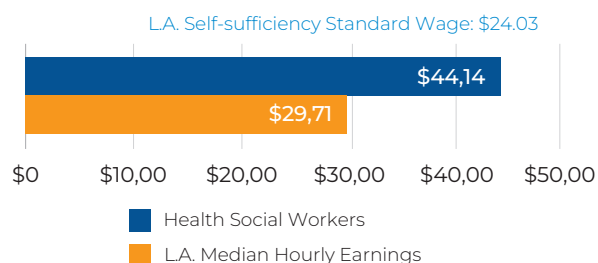 L.A. Self-sufficiency Standard Wage: $24.03
$44,14
$29,71
$0 $10,00 $20,00 $30,00 $40,00 $50,00
Health Social Workers
L.A. Median Hourly Earnings